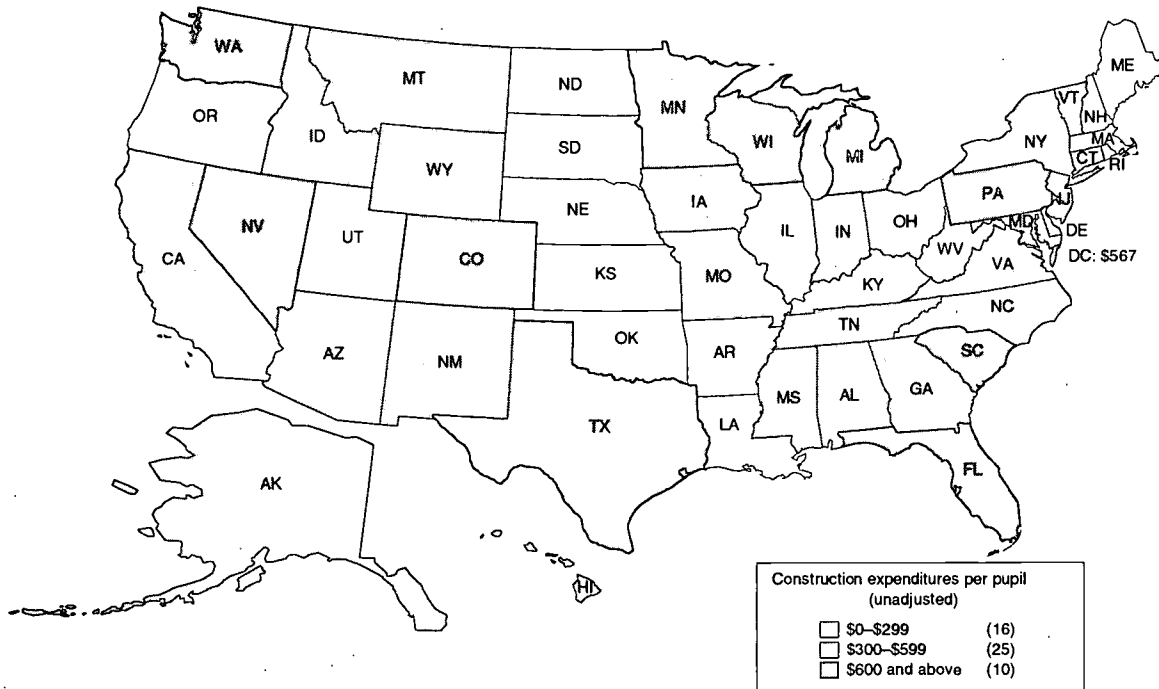 WA
MT
ND
MN
ME
OR
ID
SD
WI
MI
VT
NH
NY
MA
CT
RI
WY
IA
PA
NJ
NE
NV
UT
CO
IL
IN
OH
MD
DE
WV
DC: $567
CA
KS
MO
KY
VA
NC
TN
AZ
NM
OK
AR
SC
MS
AL
GA
LA
TX
FL
AK
HI
Construction expenditures per pupil
(unadjusted)
$0–$299 (16)
$300–$599 (25)
$600 and above (10)